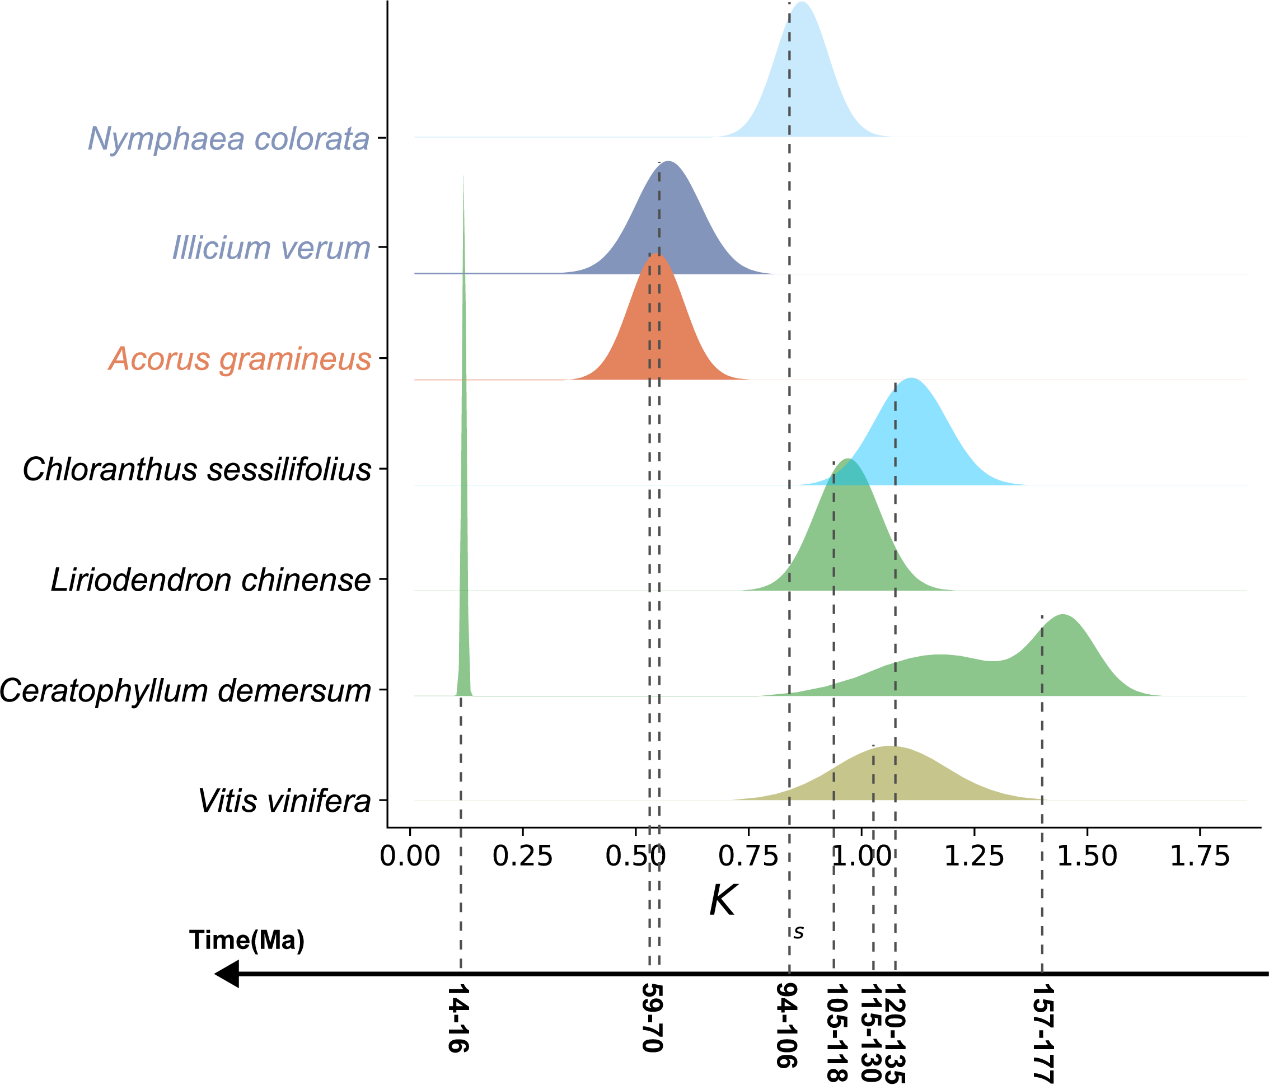 Nymphaea colorata
Illicium verum
Acorus gramineus
Chloranthus sessilifolius
Liriodendron chinense
Ceratophyllum demersum
Vitis vinifera
0.00 0.25 0.50 0.75 1.00 1.25 1.50 1.75
K s
Time(Ma)
14-16
59-70
94-106
105-118
115-130
120-135
157-177